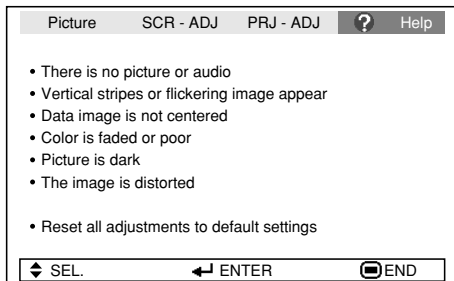 Picture SCR - ADJ PRJ - ADJ ? Help
• There is no picture or audio
• Vertical stripes or flickering image appear
• Data image is not centered
• Color is faded or poor
• Picture is dark
• The image is distorted
• Reset all adjustments to default settings
SEL. ENTER END